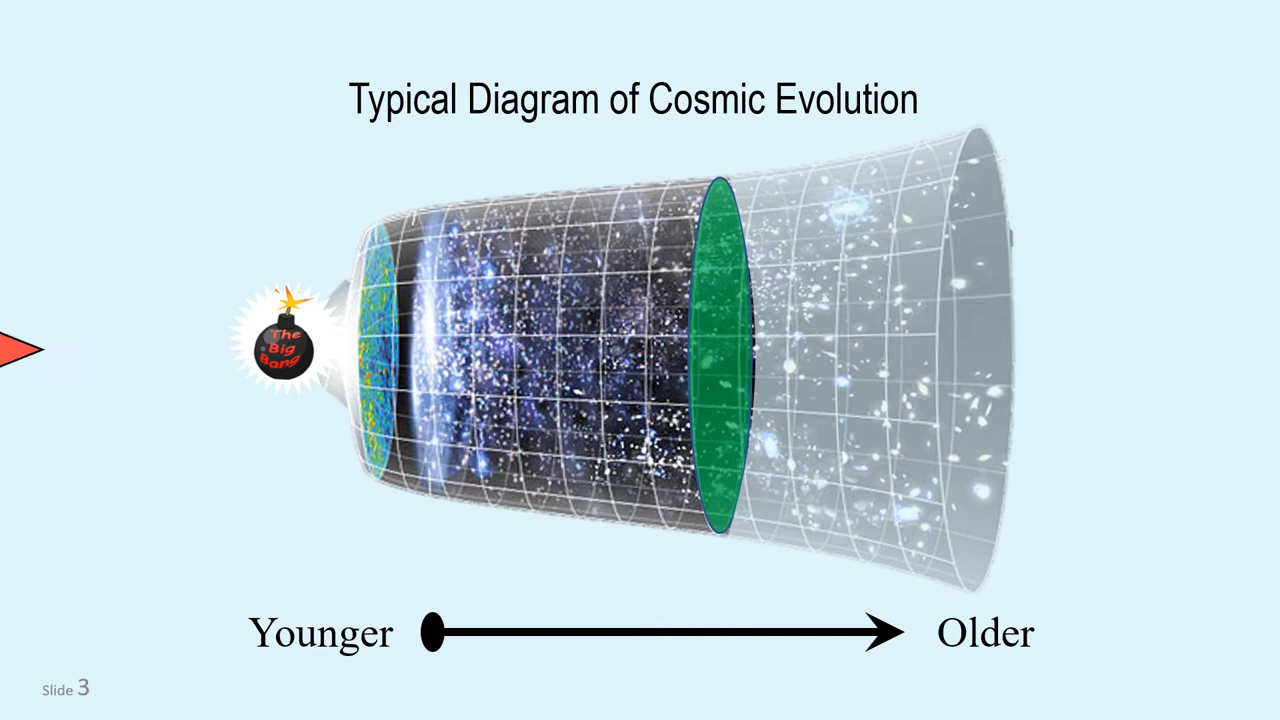 Typical Diagram of Cosmic Evolution
The
Big
Bang
Younger
Older
Slide 3